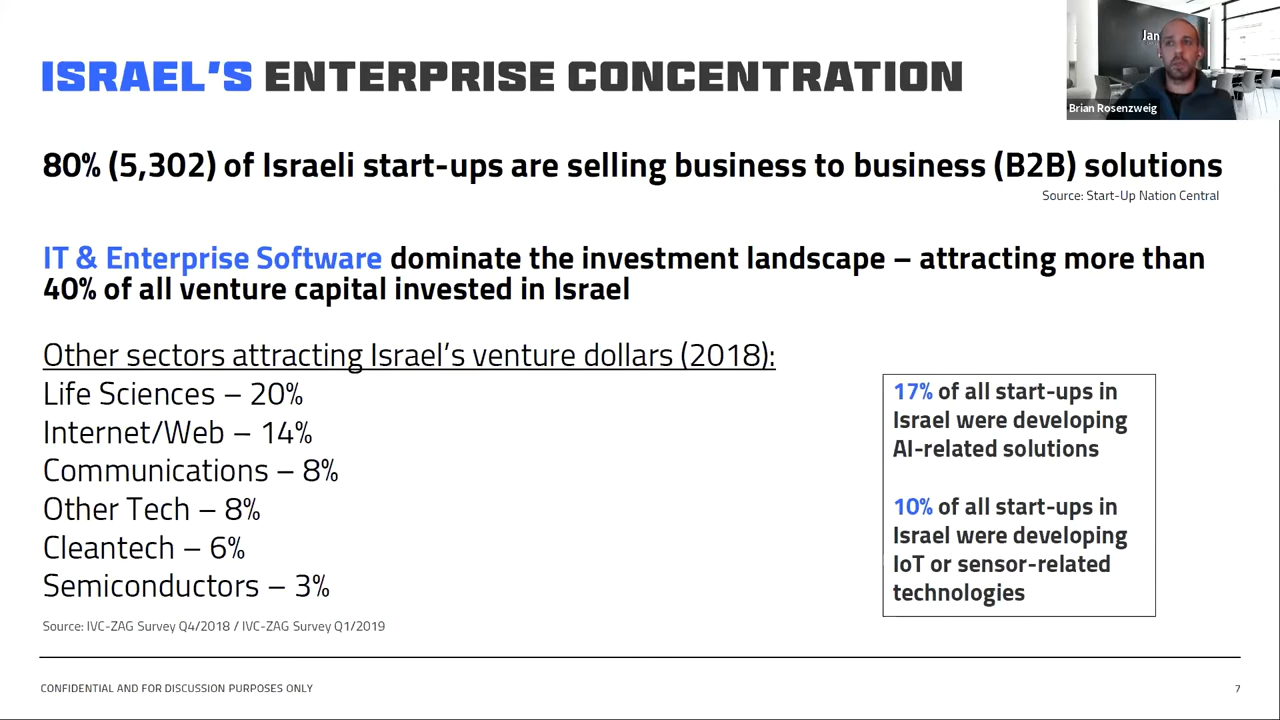 ISRAEL'S ENTERPRISE CONCENTRATION
Jan
Brian Rosenzweig
80% (5,302) of Israeli start-ups are selling business to business (B2B) solutions
Source: Start-Up Nation Central
IT & Enterprise Software dominate the investment landscape – attracting more than
40% of all venture capital invested in Israel
Other sectors attracting Israel's venture dollars (2018):
Life Sciences – 20%
Internet/Web – 14%
Communications – 8%
Other Tech – 8%
Cleantech – 6%
Semiconductors – 3%
Source: IVC-ZAG Survey Q4/2018 / IVC-ZAG Survey Q1/2019
17% of all start-ups in
Israel were developing
AI-related solutions
10% of all start-ups in
Israel were developing
IoT or sensor-related
technologies
CONFIDENTIAL AND FOR DISCUSSION PURPOSES ONLY
7